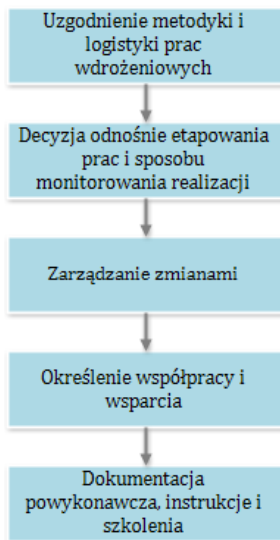 Uzgodnienie metodyki i
logistyki prac
wdrożeniowych
Decyzja odnośnie etapowania
prac i sposobu
monitorowania realizacji
Zarządzanie zmianami
Określenie współpracy i
wsparcia
Dokumentacja
powykonawcza, instrukcje i
szkolenia